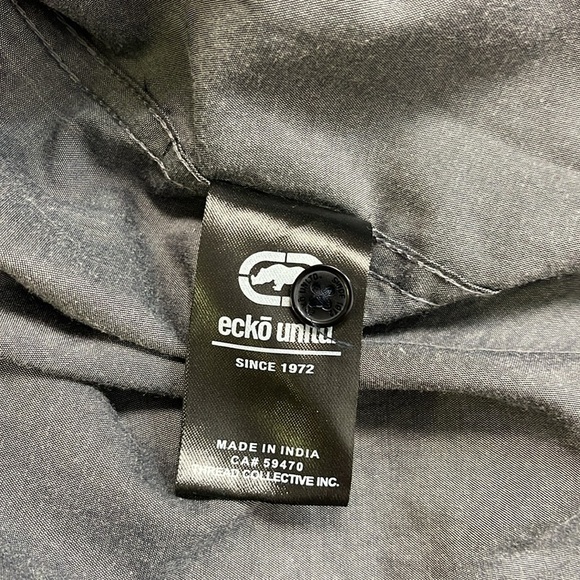 eckō unltd.
SINCE 1972
MADE IN INDIA
CA# 59470
THREAD COLLECTIVE INC.